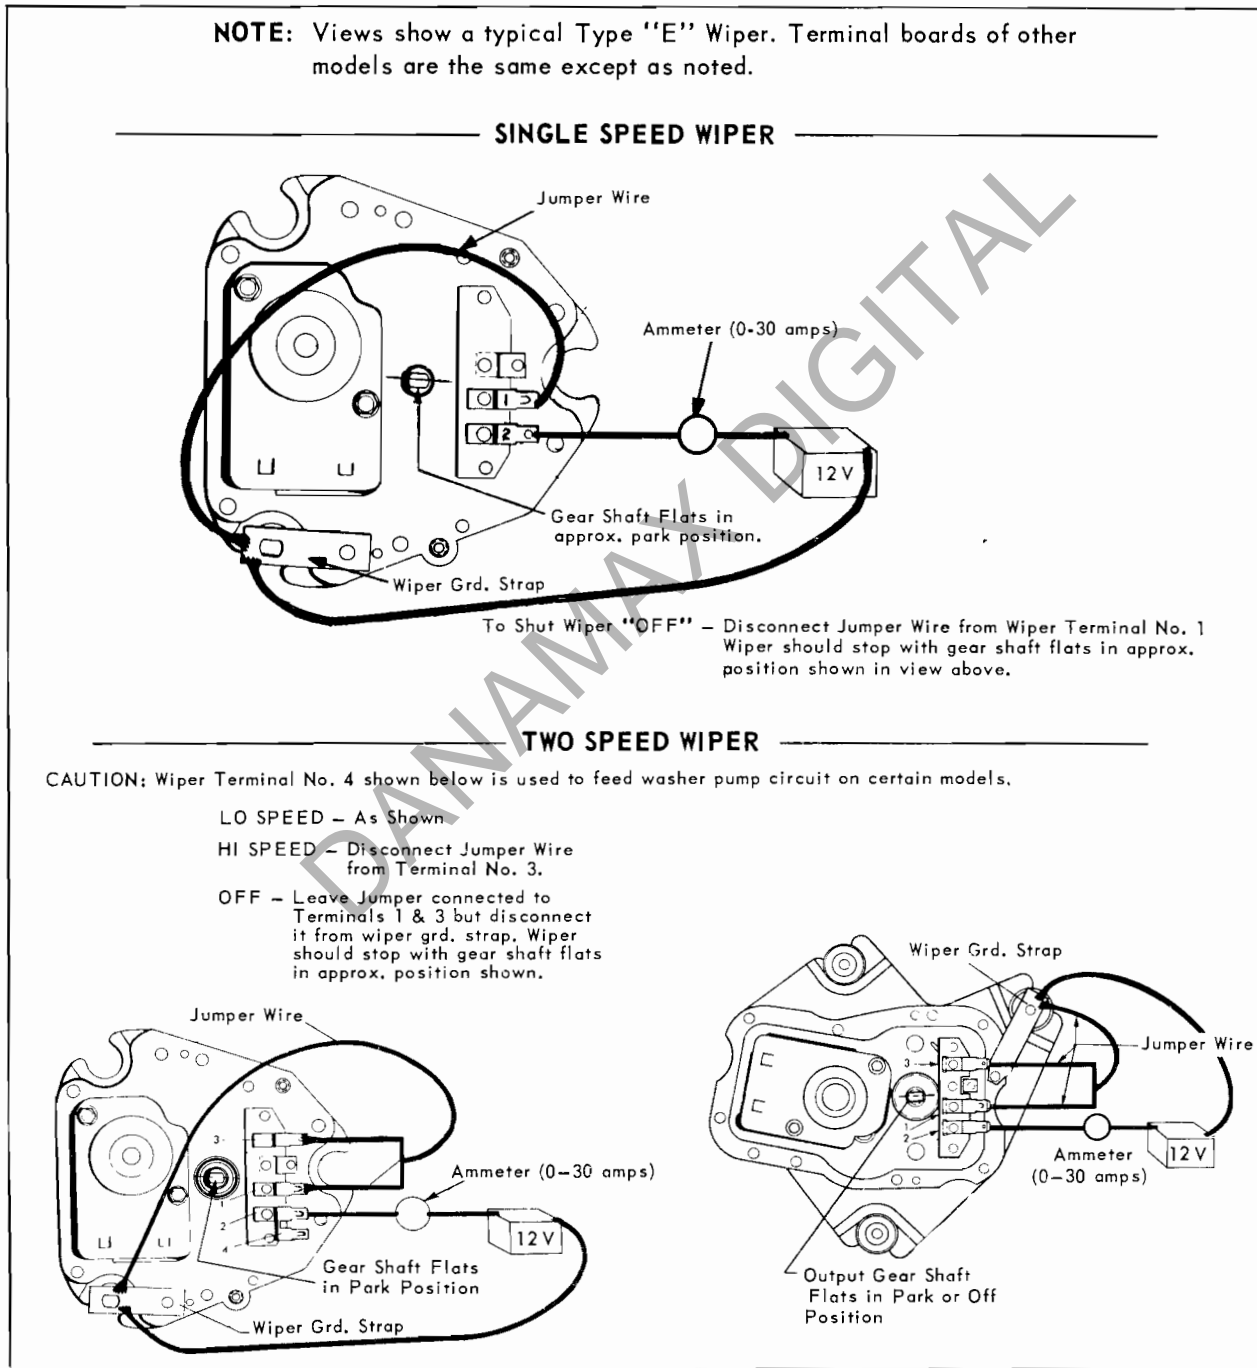 NOTE: Views show a typical Type "E" Wiper. Terminal boards of other
models are the same except as noted.
SINGLE SPEED WIPER
Jumper Wire
Ammeter (0-30 amps)
1
2
12 V
Gear Shaft Flats in
approx. park position.
Wiper Grd. Strap
To Shut Wiper "OFF" – Disconnect Jumper Wire from Wiper Terminal No. 1
Wiper should stop with gear shaft flats in approx.
position shown in view above.
TWO SPEED WIPER
CAUTION: Wiper Terminal No. 4 shown below is used to feed washer pump circuit on certain models.
LO SPEED – As Shown
HI SPEED – Disconnect Jumper Wire
from Terminal No. 3.
OFF – Leave Jumper connected to
Terminals 1 & 3 but disconnect
it from wiper grd. strap. Wiper
should stop with gear shaft flats
in approx. position shown.
Jumper Wire
3
1
2
4
Ammeter (0–30 amps)
12 V
Gear Shaft Flats
in Park Position
Wiper Grd. Strap
Wiper Grd. Strap
Jumper Wire
3
1
2
Ammeter
(0–30 amps)
12 V
Output Gear Shaft
Flats in Park or Off
Position
DANAMAX DIGITAL